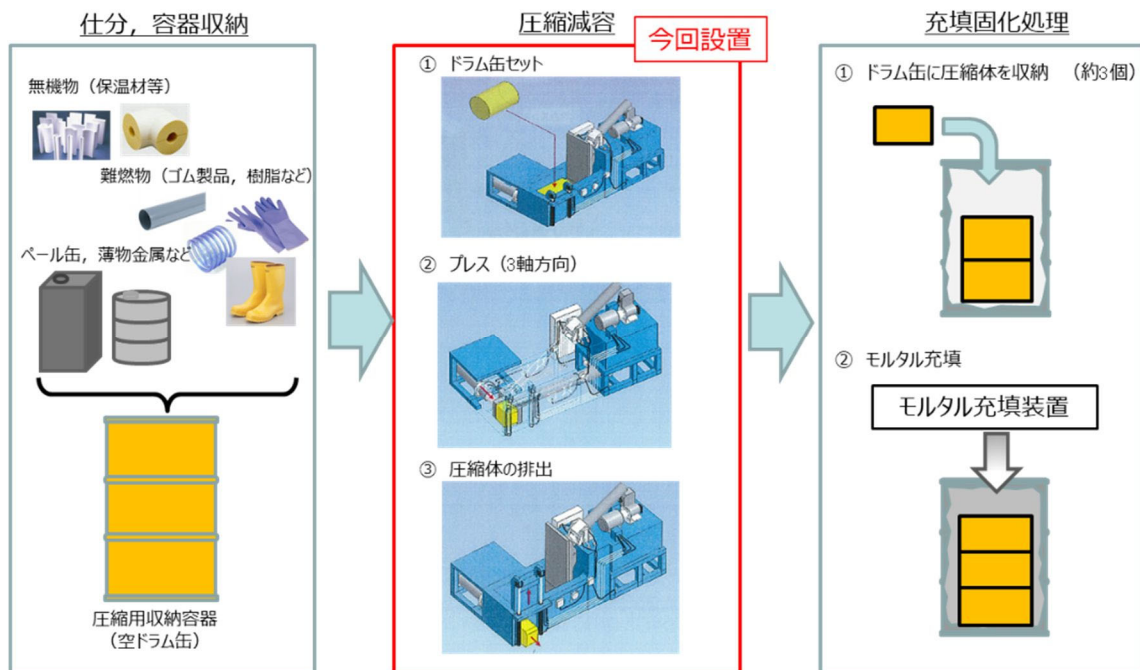 仕分，容器収納
無機物（保温材等）
難燃物（ゴム製品，樹脂など）
ペール缶，薄物金属など
圧縮用収納容器
（空ドラム缶）
圧縮減容
今回設置
① ドラム缶セット
② プレス（3軸方向）
③ 圧縮体の排出
充填固化処理
① ドラム缶に圧縮体を収納　（約3個）
② モルタル充填
モルタル充填装置